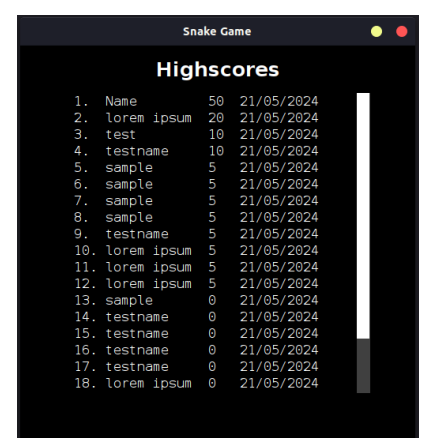 Snake Game
Highscores
1. Name 50 21/05/2024
2. lorem ipsum 20 21/05/2024
3. test 10 21/05/2024
4. testname 10 21/05/2024
5. sample 5 21/05/2024
6. sample 5 21/05/2024
7. sample 5 21/05/2024
8. sample 5 21/05/2024
9. testname 5 21/05/2024
10. lorem ipsum 5 21/05/2024
11. lorem ipsum 5 21/05/2024
12. lorem ipsum 5 21/05/2024
13. sample 0 21/05/2024
14. testname 0 21/05/2024
15. testname 0 21/05/2024
16. testname 0 21/05/2024
17. testname 0 21/05/2024
18. lorem ipsum 0 21/05/2024